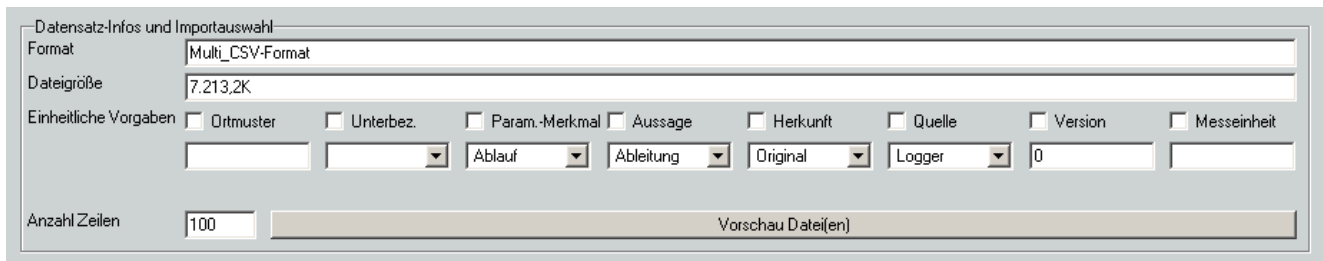 Datensatz-Infos und Importauswahl
Format Multi_CSV-Format
Dateigröße 7.213,2K
Einheitliche Vorgaben Ortmuster Unterbez. Param.-Merkmal Aussage Herkunft Quelle Version Messeinheit
Ablauf Ableitung Original Logger 0
Anzahl Zeilen 100 Vorschau Datei(en)